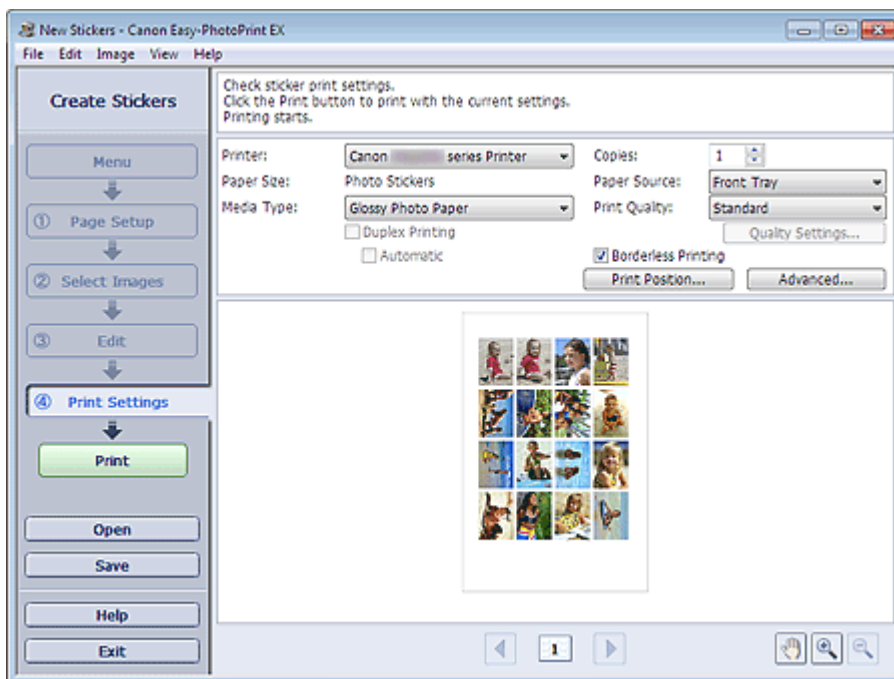 New Stickers - Canon Easy-PhotoPrint EX
File Edit Image View Help
Create Stickers
Menu
① Page Setup
② Select Images
③ Edit
④ Print Settings
Print
Open
Save
Help
Exit
Check sticker print settings.
Click the Print button to print with the current settings.
Printing starts.
Printer: Canon series Printer Copies: 1
Paper Size: Photo Stickers Paper Source: Front Tray
Media Type: Glossy Photo Paper Print Quality: Standard
Duplex Printing Quality Settings...
Automatic Borderless Printing
Print Position... Advanced...
1